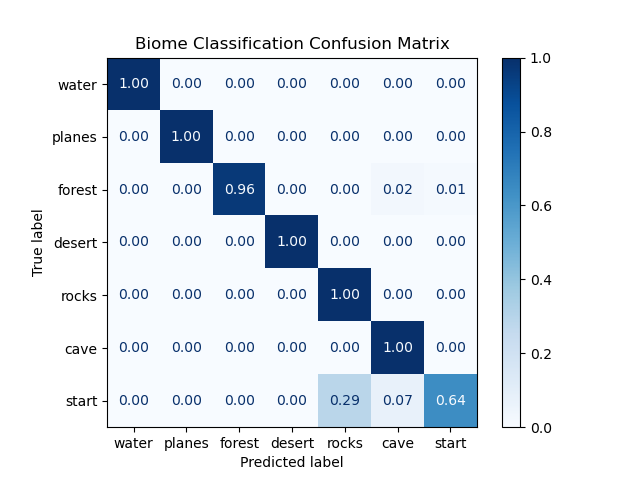 Biome Classification Confusion Matrix
True label
water 1.00 0.00 0.00 0.00 0.00 0.00 0.00
planes 0.00 1.00 0.00 0.00 0.00 0.00 0.00
forest 0.00 0.00 0.96 0.00 0.00 0.02 0.01
desert 0.00 0.00 0.00 1.00 0.00 0.00 0.00
rocks 0.00 0.00 0.00 0.00 1.00 0.00 0.00
cave 0.00 0.00 0.00 0.00 0.00 1.00 0.00
start 0.00 0.00 0.00 0.00 0.29 0.07 0.64
water planes forest desert rocks cave start
Predicted label
1.0
0.8
0.6
0.4
0.2
0.0